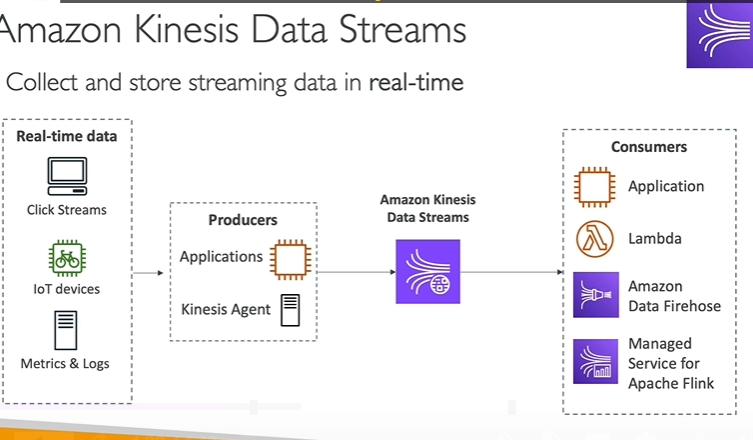 Amazon Kinesis Data Streams
Collect and store streaming data in real-time
Real-time data
Click Streams
IoT devices
Metrics & Logs
Producers
Applications
Kinesis Agent
Amazon Kinesis
Data Streams
Consumers
Application
Lambda
Amazon
Data Firehose
Managed
Service for
Apache Flink